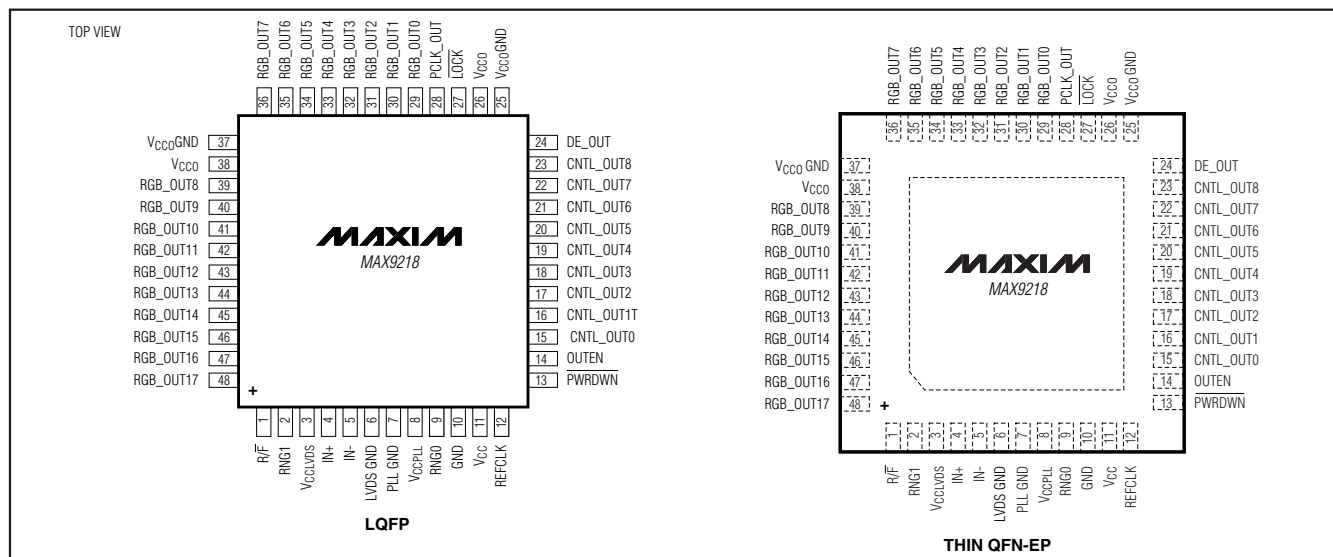 TOP VIEW
RGB_OUT7
RGB_OUT6
RGB_OUT5
RGB_OUT4
RGB_OUT3
RGB_OUT2
RGB_OUT1
RGB_OUT0
PCLK_OUT
LOCK
VCCO
VCCOGND
36 35 34 33 32 31 30 29 28 27 26 25
VCCOGND 37
VCCO 38
RGB_OUT8 39
RGB_OUT9 40
RGB_OUT10 41
RGB_OUT11 42
RGB_OUT12 43
RGB_OUT13 44
RGB_OUT14 45
RGB_OUT15 46
RGB_OUT16 47
RGB_OUT17 48
MAXIM
MAX9218
+
24 DE_OUT
23 CNTL_OUT8
22 CNTL_OUT7
21 CNTL_OUT6
20 CNTL_OUT5
19 CNTL_OUT4
18 CNTL_OUT3
17 CNTL_OUT2
16 CNTL_OUT1T
15 CNTL_OUT0
14 OUTEN
13 PWRDWN
1 2 3 4 5 6 7 8 9 10 11 12
R/F
RNG1
VCCLVDS
IN+
IN-
LVDS GND
PLL GND
VCCPLL
RNG0
GND
VCC
REFCLK
LQFP
RGB_OUT7
RGB_OUT6
RGB_OUT5
RGB_OUT4
RGB_OUT3
RGB_OUT2
RGB_OUT1
RGB_OUT0
PCLK_OUT
LOCK
VCCO
VCCO GND
36 35 34 33 32 31 30 29 28 27 26 25
VCCO GND 37
VCCO 38
RGB_OUT8 39
RGB_OUT9 40
RGB_OUT10 41
RGB_OUT11 42
RGB_OUT12 43
RGB_OUT13 44
RGB_OUT14 45
RGB_OUT15 46
RGB_OUT16 47
RGB_OUT17 48
MAXIM
MAX9218
+
24 DE_OUT
23 CNTL_OUT8
22 CNTL_OUT7
21 CNTL_OUT6
20 CNTL_OUT5
19 CNTL_OUT4
18 CNTL_OUT3
17 CNTL_OUT2
16 CNTL_OUT1
15 CNTL_OUT0
14 OUTEN
13 PWRDWN
1 2 3 4 5 6 7 8 9 10 11 12
R/F
RNG1
VCCLVDS
IN+
IN-
LVDS GND
PLL GND
VCCPLL
RNG0
GND
VCC
REFCLK
THIN QFN-EP